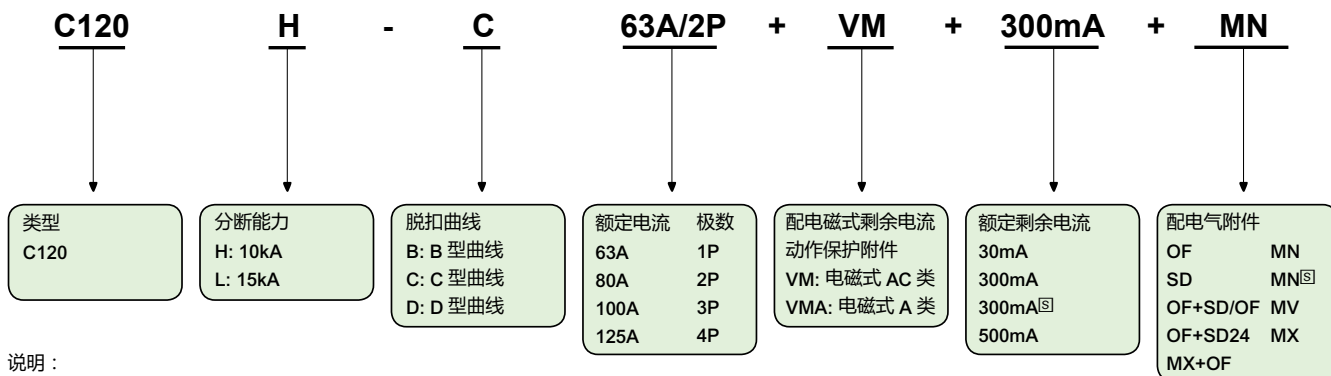 C120 H - C 63A/2P + VM + 300mA + MN
类型
C120
分断能力
H: 10kA
L: 15kA
脱扣曲线
B: B 型曲线
C: C 型曲线
D: D 型曲线
额定电流 极数
63A 1P
80A 2P
100A 3P
125A 4P
配电磁式剩余电流
动作保护附件
VM: 电磁式 AC 类
VMA: 电磁式 A 类
额定剩余电流
30mA
300mA
300mA🅂
500mA
配电气附件
OF MN
SD MN🅂
OF+SD/OF MV
OF+SD24 MX
MX+OF
说明：